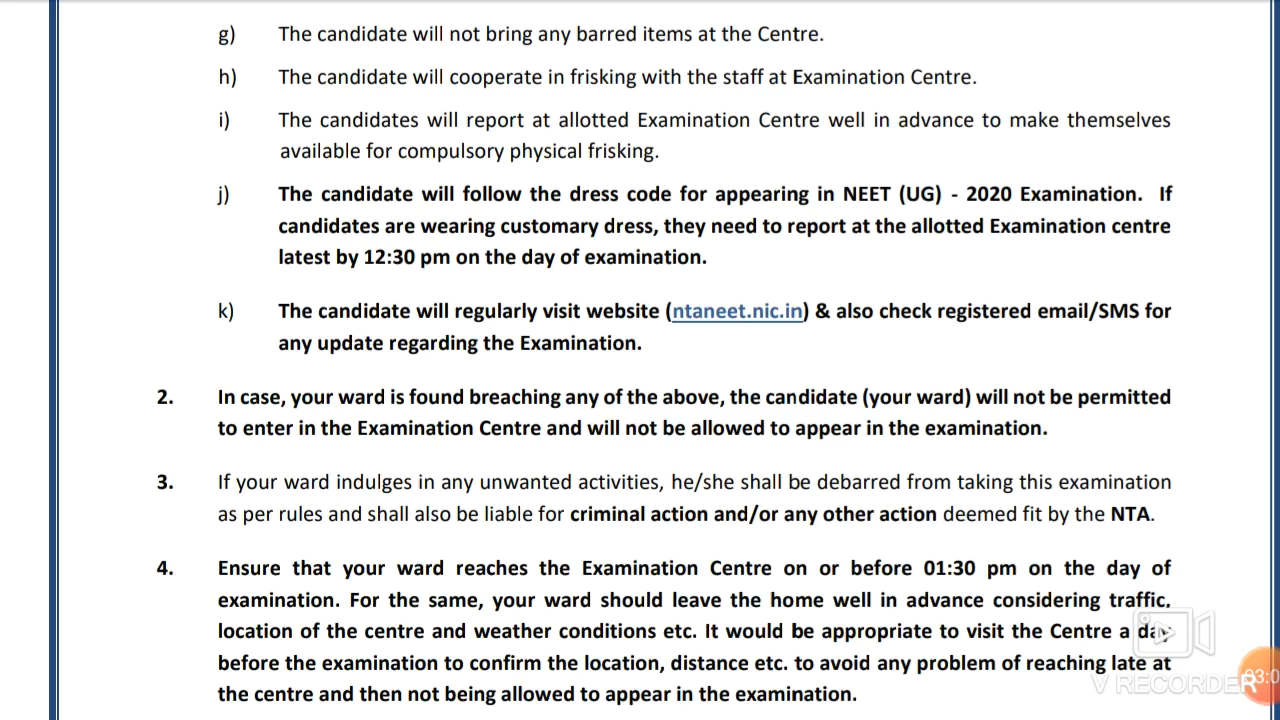 g) The candidate will not bring any barred items at the Centre.
h) The candidate will cooperate in frisking with the staff at Examination Centre.
i) The candidates will report at allotted Examination Centre well in advance to make themselves
available for compulsory physical frisking.
j) The candidate will follow the dress code for appearing in NEET (UG) - 2020 Examination. If
candidates are wearing customary dress, they need to report at the allotted Examination centre
latest by 12:30 pm on the day of examination.
k) The candidate will regularly visit website (ntaneet.nic.in) & also check registered email/SMS for
any update regarding the Examination.
2. In case, your ward is found breaching any of the above, the candidate (your ward) will not be permitted
to enter in the Examination Centre and will not be allowed to appear in the examination.
3. If your ward indulges in any unwanted activities, he/she shall be debarred from taking this examination
as per rules and shall also be liable for criminal action and/or any other action deemed fit by the NTA.
4. Ensure that your ward reaches the Examination Centre on or before 01:30 pm on the day of
examination. For the same, your ward should leave the home well in advance considering traffic,
location of the centre and weather conditions etc. It would be appropriate to visit the Centre a day
before the examination to confirm the location, distance etc. to avoid any problem of reaching late at
the centre and then not being allowed to appear in the examination.
V RECORDER